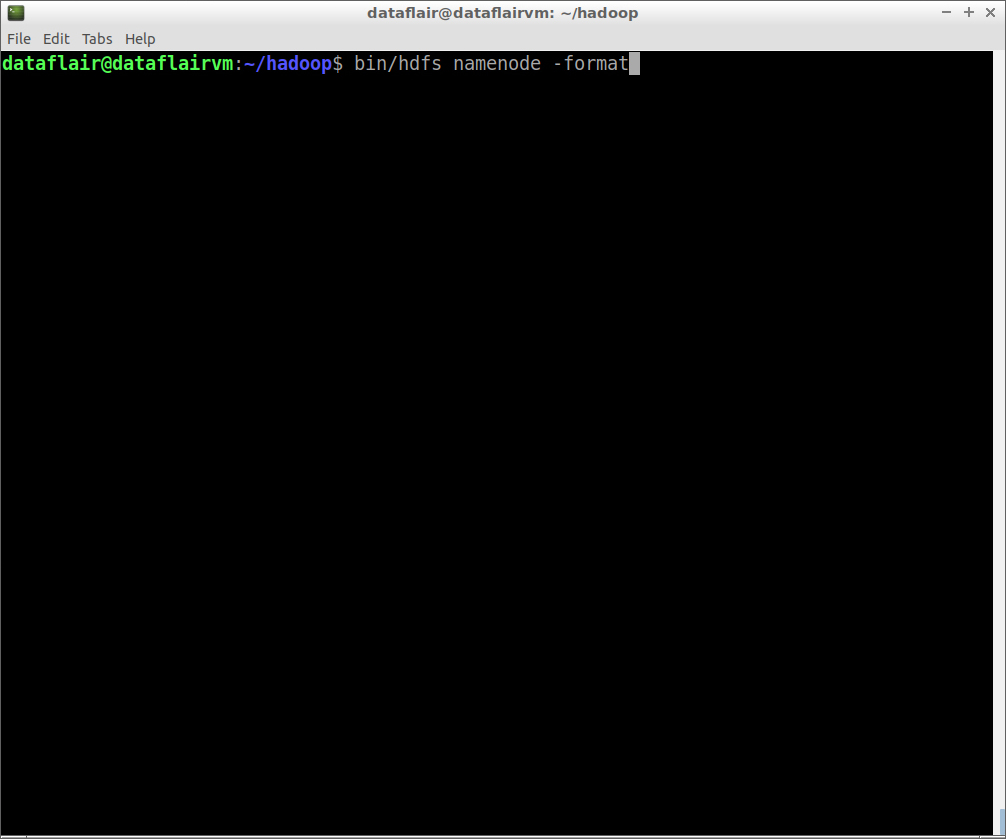 dataflair@dataflairvm: ~/hadoop
File Edit Tabs Help
dataflair@dataflairvm:~/hadoop$ bin/hdfs namenode -format